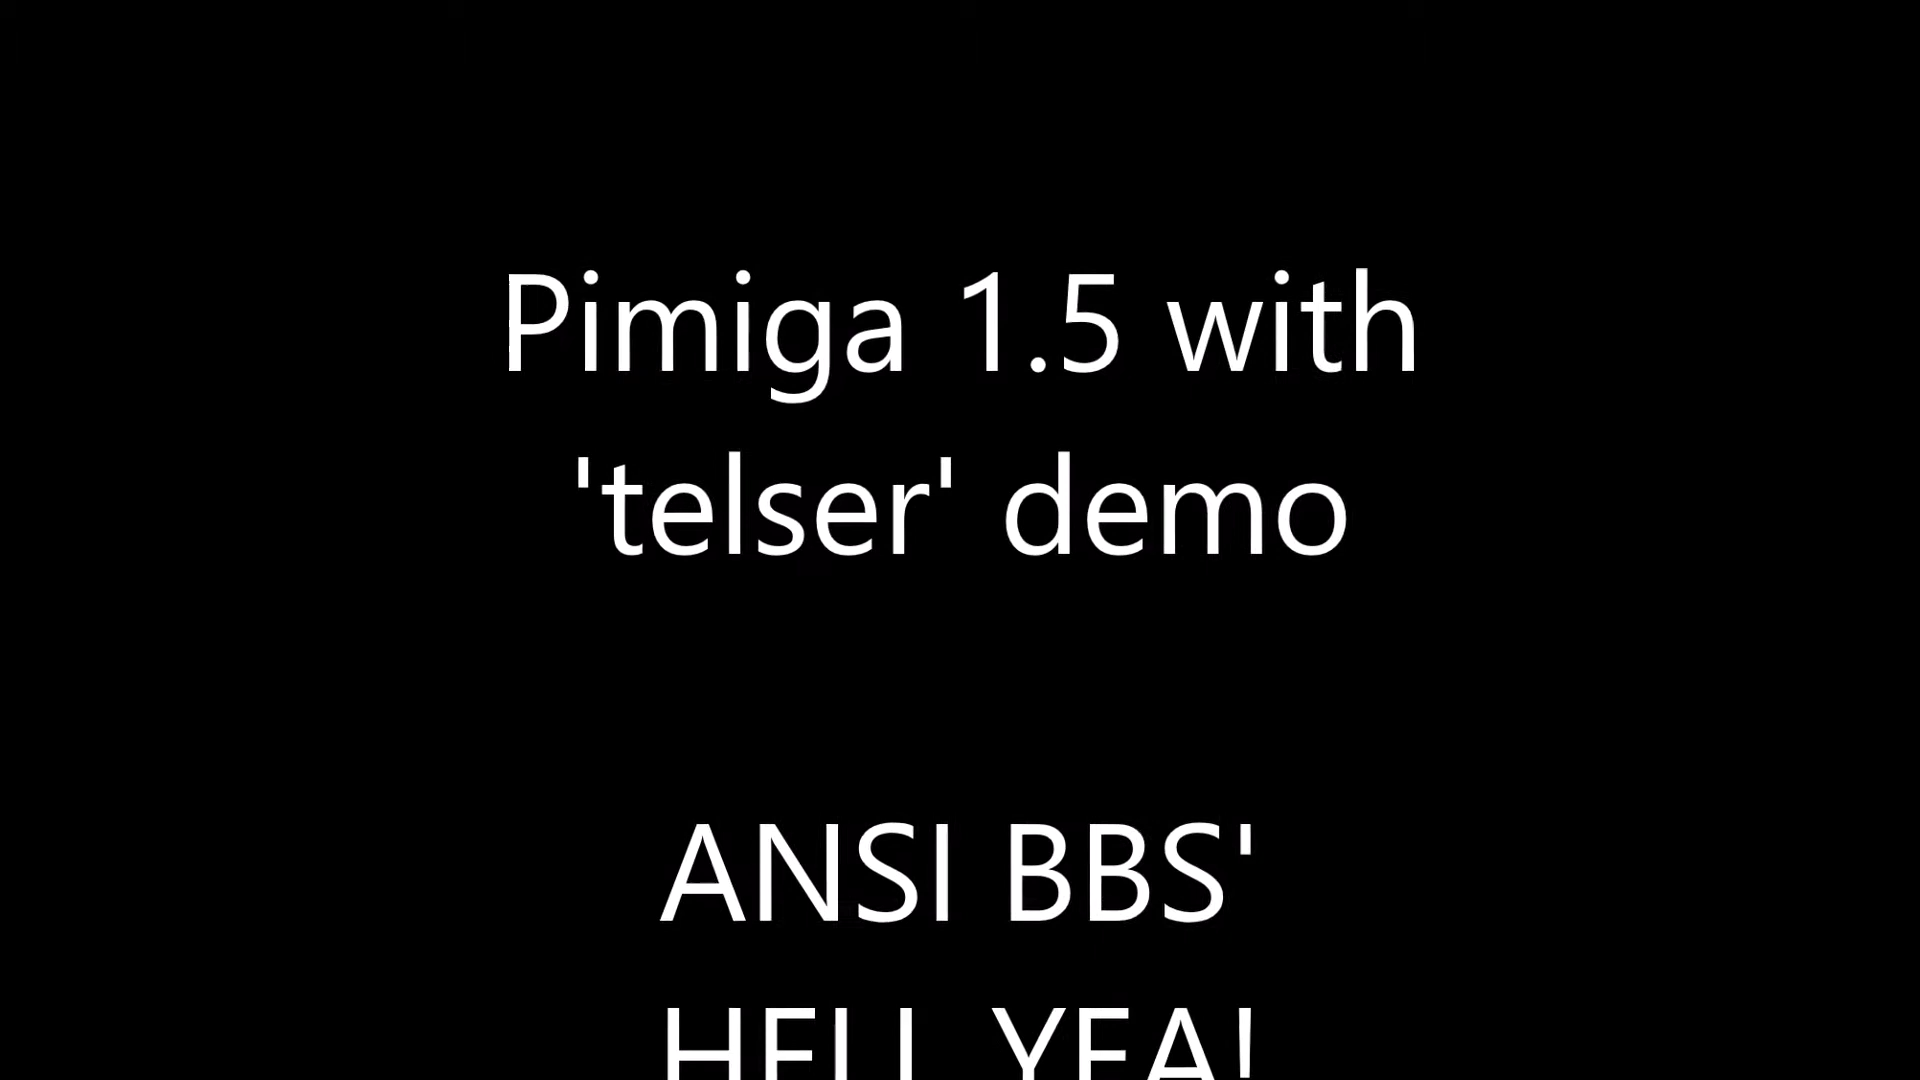 Pimiga 1.5 with
'telser' demo
ANSI BBS'
HELL YEA!